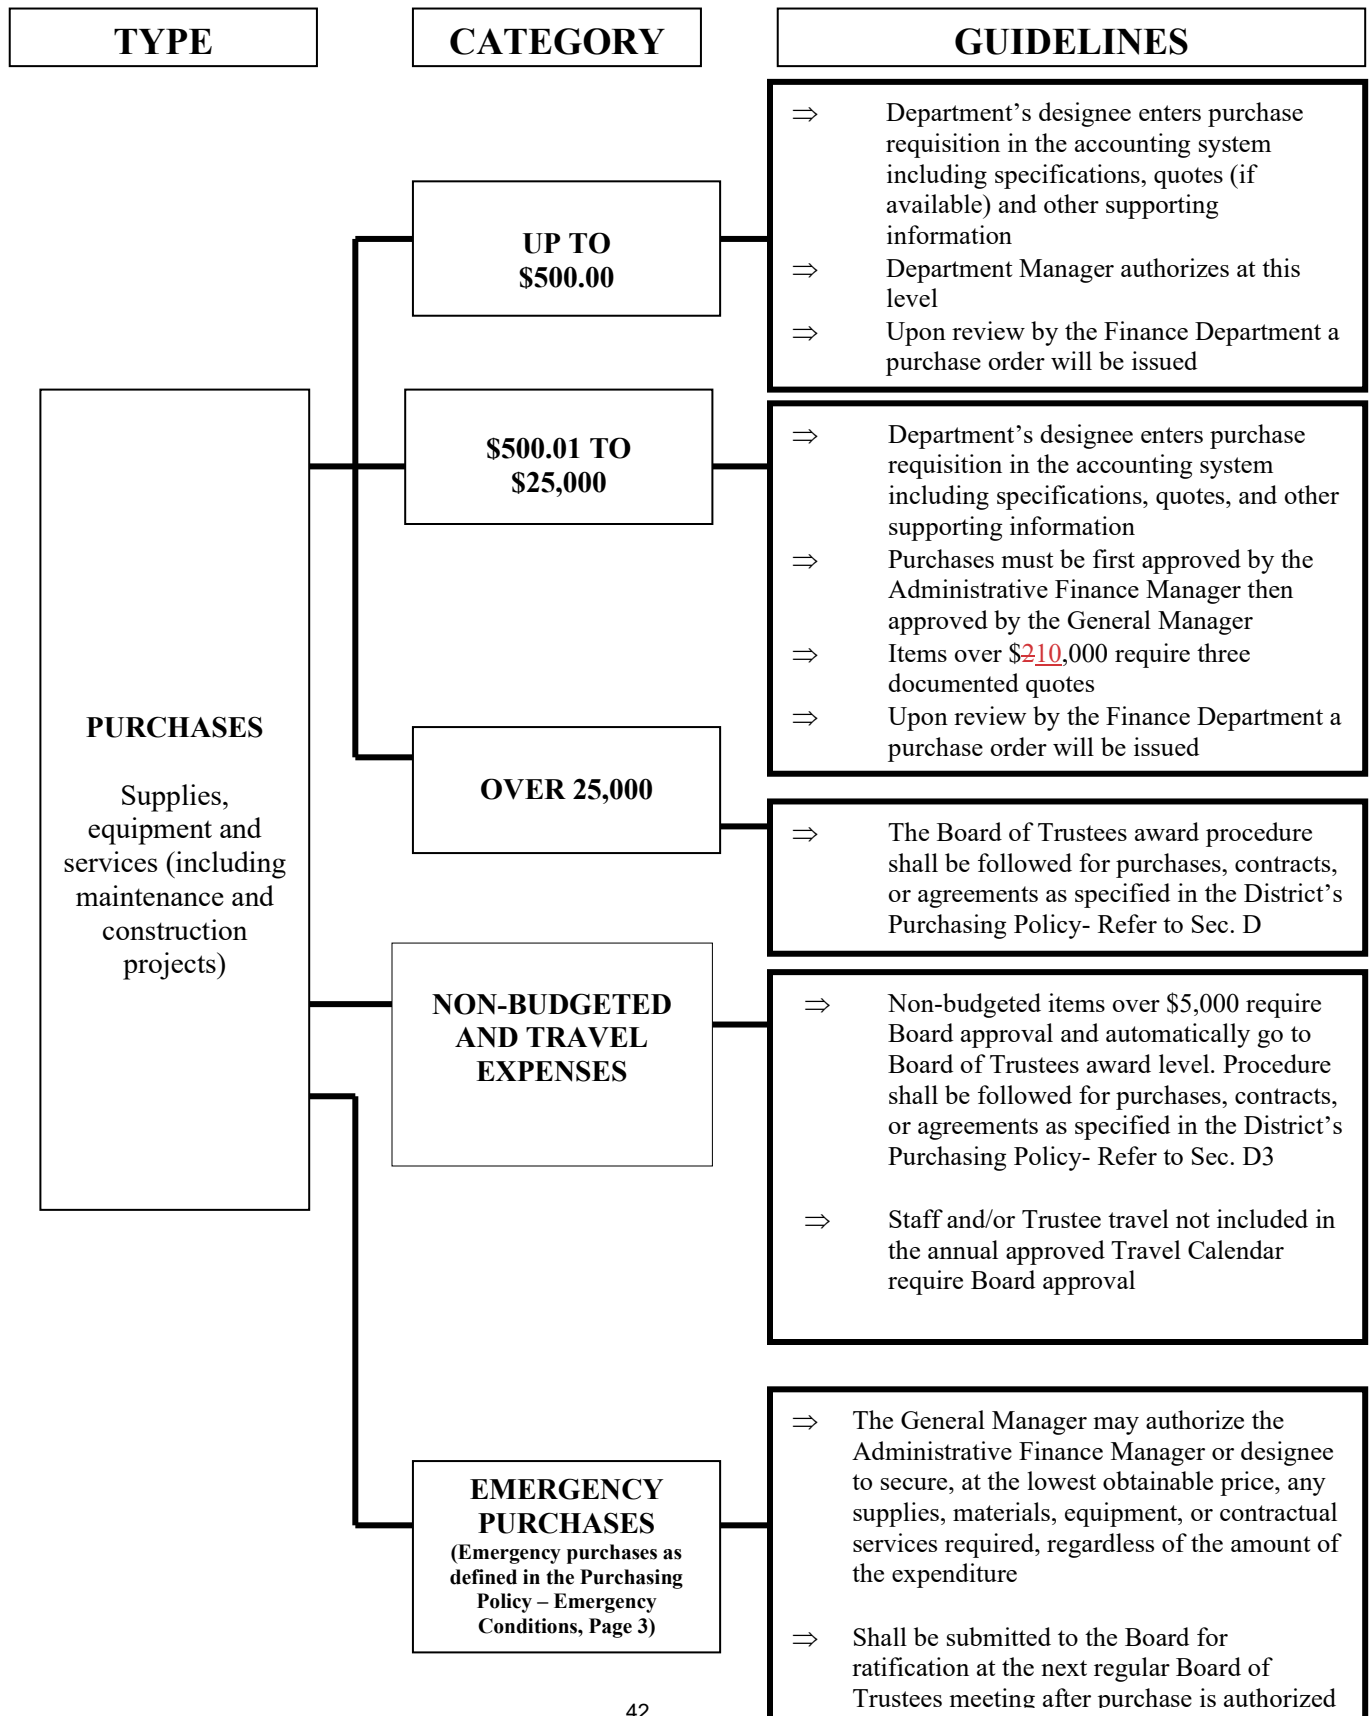 TYPE
CATEGORY
GUIDELINES
PURCHASES
Supplies,
equipment and
services (including
maintenance and
construction
projects)
UP TO
$500.00
⇒ Department’s designee enters purchase
requisition in the accounting system
including specifications, quotes (if
available) and other supporting
information
⇒ Department Manager authorizes at this
level
⇒ Upon review by the Finance Department a
purchase order will be issued
$500.01 TO
$25,000
⇒ Department’s designee enters purchase
requisition in the accounting system
including specifications, quotes, and other
supporting information
⇒ Purchases must be first approved by the
Administrative Finance Manager then
approved by the General Manager
⇒ Items over $210,000 require three
documented quotes
⇒ Upon review by the Finance Department a
purchase order will be issued
OVER 25,000
⇒ The Board of Trustees award procedure
shall be followed for purchases, contracts,
or agreements as specified in the District’s
Purchasing Policy- Refer to Sec. D
NON-BUDGETED
AND TRAVEL
EXPENSES
⇒ Non-budgeted items over $5,000 require
Board approval and automatically go to
Board of Trustees award level. Procedure
shall be followed for purchases, contracts,
or agreements as specified in the District’s
Purchasing Policy- Refer to Sec. D3
⇒ Staff and/or Trustee travel not included in
the annual approved Travel Calendar
require Board approval
EMERGENCY
PURCHASES
(Emergency purchases as
defined in the Purchasing
Policy – Emergency
Conditions, Page 3)
⇒ The General Manager may authorize the
Administrative Finance Manager or designee
to secure, at the lowest obtainable price, any
supplies, materials, equipment, or contractual
services required, regardless of the amount of
the expenditure
⇒ Shall be submitted to the Board for
ratification at the next regular Board of
Trustees meeting after purchase is authorized
42